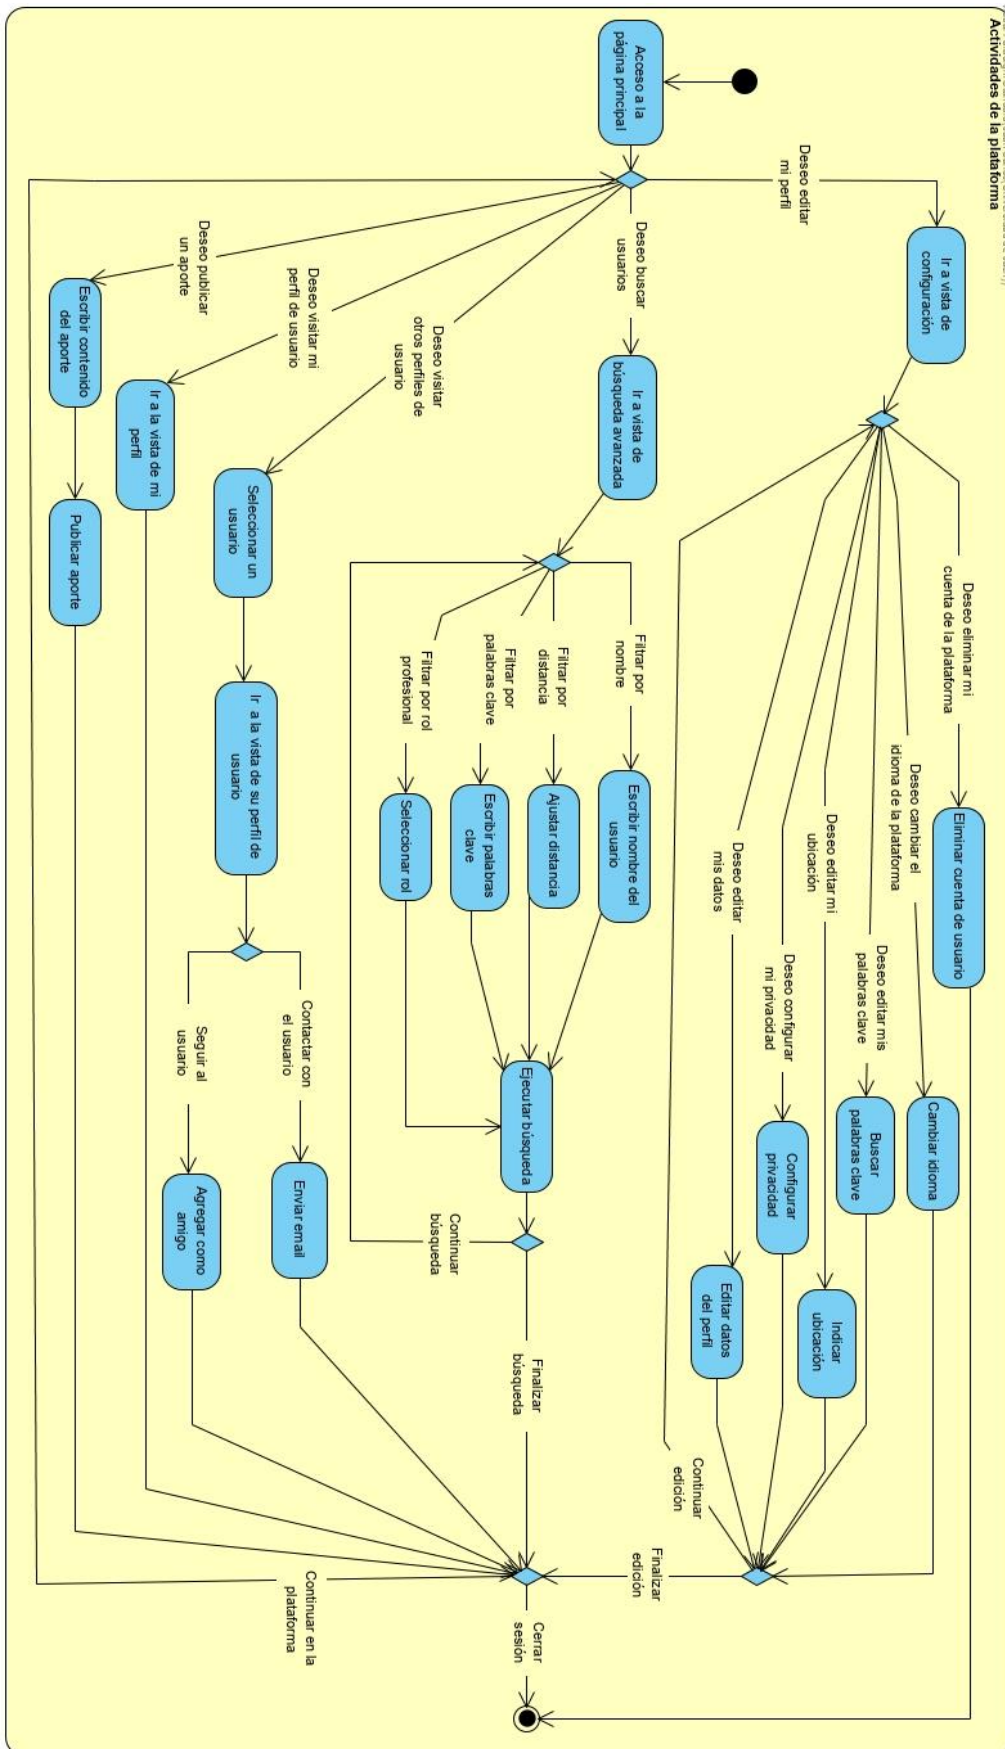 Actividades de la plataforma
Acceso a la
página principal
Deseo editar
mi perfil
Ir a vista de
configuración
Deseo eliminar mi
cuenta de la plataforma
Eliminar cuenta de usuario
Deseo cambiar el
idioma de la plataforma
Cambiar idioma
Deseo editar mis
palabras clave
Buscar
palabras clave
Deseo editar mi
ubicación
Indicar
ubicación
Deseo configurar
mi privacidad
Configurar
privacidad
Deseo editar
mis datos
Editar datos
del perfil
Continuar
edición
Finalizar
edición
Deseo buscar
usuarios
Ir a vista de
búsqueda avanzada
Filtrar por
nombre
Escribir nombre del
usuario
Filtrar por
distancia
Ajustar distancia
Filtrar por
palabras clave
Escribir palabras
clave
Filtrar por rol
profesional
Seleccionar rol
Ejecutar búsqueda
Continuar
búsqueda
Finalizar
búsqueda
Cerrar
sesión
Deseo visitar
otros perfiles de
usuario
Seleccionar un
usuario
Ir a la vista de su perfil de
usuario
Contactar con
el usuario
Enviar email
Seguir al
usuario
Agregar como
amigo
Deseo visitar mi
perfil de usuario
Ir a la vista de mi
perfil
Deseo publicar
un aporte
Escribir contenido
del aporte
Publicar aporte
Continuar en la
plataforma